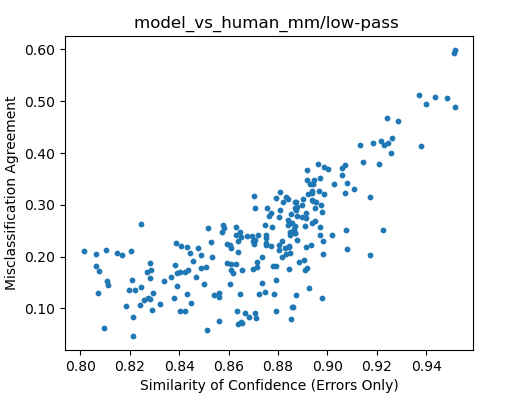 model_vs_human_mm/low-pass
0.60
0.50
0.40
0.30
0.20
0.10
Misclassification Agreement
0.80 0.82 0.84 0.86 0.88 0.90 0.92 0.94
Similarity of Confidence (Errors Only)